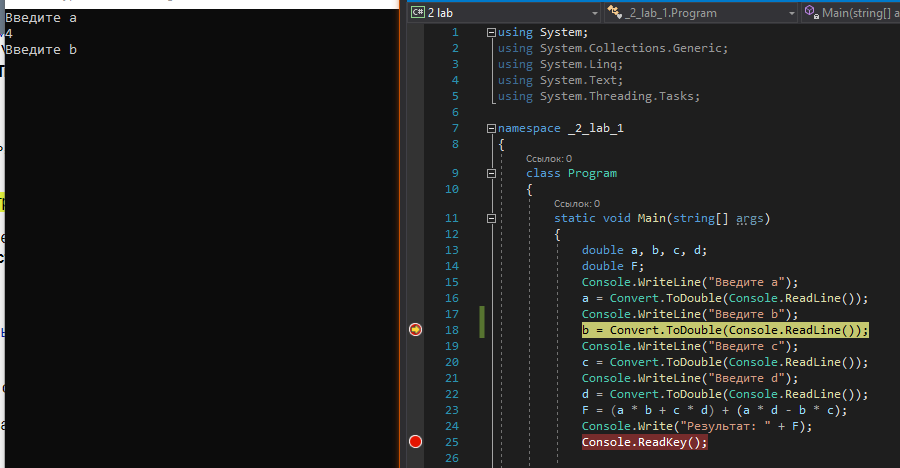 Введите a
4
Введите b
C# 2 lab
_2_lab_1.Program
Main(string[] a
1 using System;
2 using System.Collections.Generic;
3 using System.Linq;
4 using System.Text;
5 using System.Threading.Tasks;
6
7 namespace _2_lab_1
8 {
Ссылок: 0
9 class Program
10 {
Ссылок: 0
11 static void Main(string[] args)
12 {
13 double a, b, c, d;
14 double F;
15 Console.WriteLine("Введите a");
16 a = Convert.ToDouble(Console.ReadLine());
17 Console.WriteLine("Введите b");
18 b = Convert.ToDouble(Console.ReadLine());
19 Console.WriteLine("Введите c");
20 c = Convert.ToDouble(Console.ReadLine());
21 Console.WriteLine("Введите d");
22 d = Convert.ToDouble(Console.ReadLine());
23 F = (a * b + c * d) + (a * d - b * c);
24 Console.Write("Результат: " + F);
25 Console.ReadKey();
26